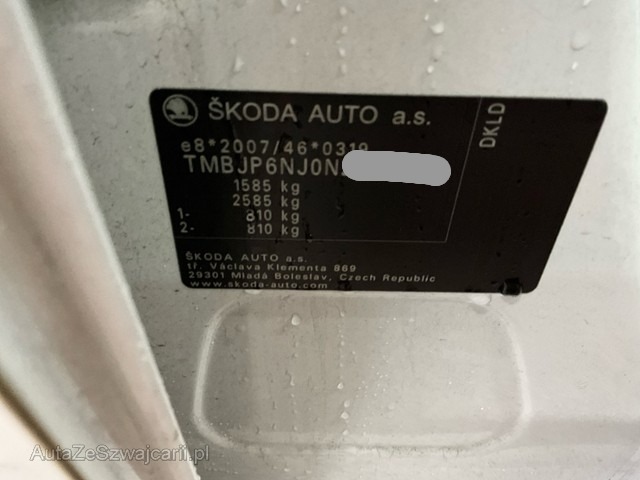 ŠKODA AUTO a.s.
DKLD
e8*2007/46*0319
TMBJP6NJ0N
1585 kg
2585 kg
1- 810 kg
2- 810 kg
ŠKODA AUTO a.s.
tř. Václava Klementa 869
29301 Mladá Boleslav, Czech Republic
www.skoda-auto.com
AutaZeSzwajcarii.pl